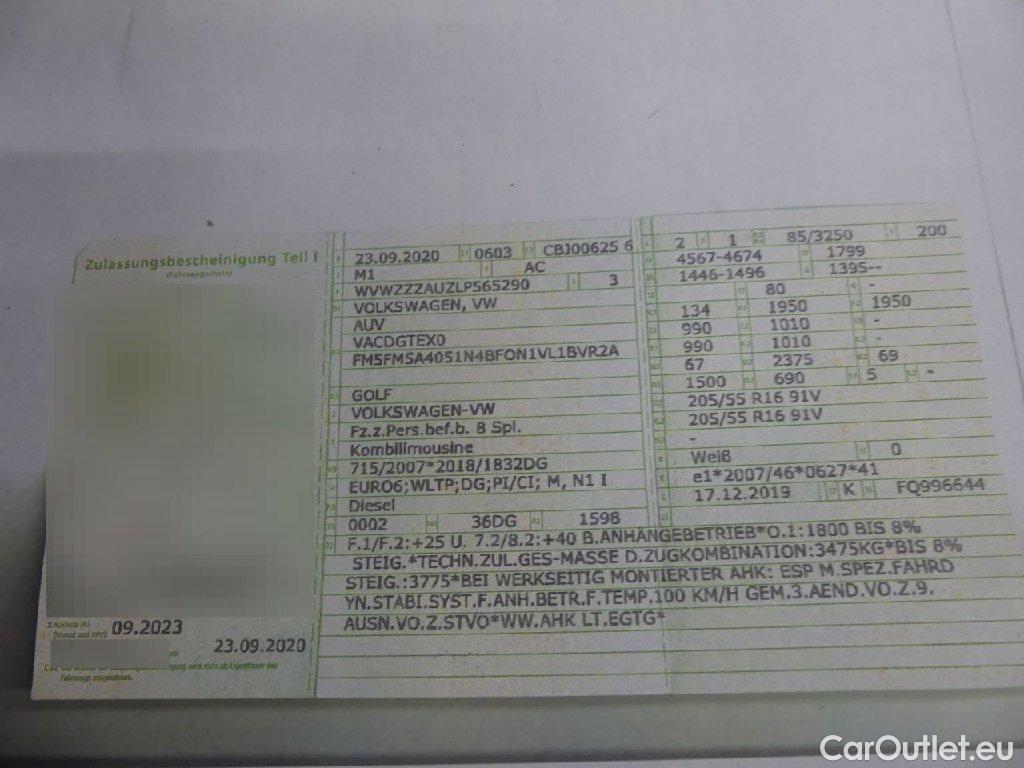 Zulassungsbescheinigung Teil I
(Fahrzeugschein)
09.2023
23.09.2020
23.09.2020 0603 CBJ00625 6
M1 AC
WVWZZZAUZLP565290 3
VOLKSWAGEN, VW
AUV
VACDGTEX0
FM5FM5A4051N4BFON1VL1BVR2A
GOLF
VOLKSWAGEN-VW
Fz.z.Pers.bef.b. 8 Spl.
Kombilimousine
715/2007*2018/1832DG
EURO6;WLTP;DG;PI/CI; M, N1 I
Diesel
0002 36DG 1598
2 1 85/3250 200
4567-4674 1799
1446-1496 1395--
80 -
134 1950 1950
990 1010 -
990 1010 -
67 2375 69
1500 690 5 -
205/55 R16 91V
205/55 R16 91V
-
Weiß 0
e1*2007/46*0627*41
17.12.2019 K FQ996644
F.1/F.2:+25 U. 7.2/8.2:+40 B.ANHÄNGEBETRIEB*O.1:1800 BIS 8%
STEIG.*TECHN.ZUL.GES-MASSE D.ZUGKOMBINATION:3475KG*BIS 8%
STEIG.:3775*BEI WERKSEITIG MONTIERTER AHK: ESP M.SPEZ.FAHRD
YN.STABI.SYST.F.ANH.BETR.F.TEMP.100 KM/H GEM.3.AEND.VO.Z.9.
AUSN.VO.Z.STVO*WW.AHK LT.EGTG*
CarOutlet.eu